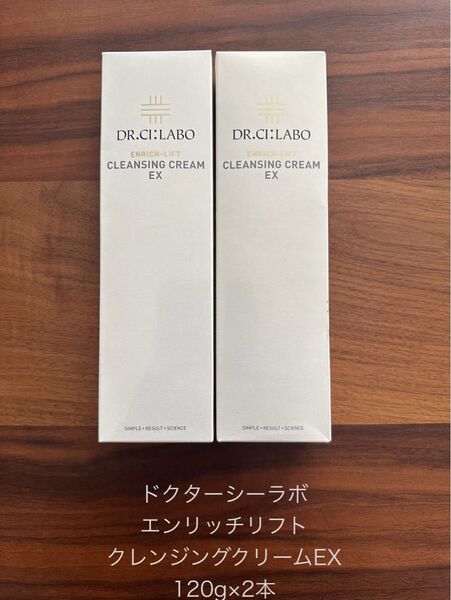 DR.CI:LABO
ENRICH-LIFT
CLEANSING CREAM
EX
SIMPLE • RESULT • SCIENCE
DR.CI:LABO
ENRICH-LIFT
CLEANSING CREAM
EX
SIMPLE • RESULT • SCIENCE
ドクターシーラボ
エンリッチリフト
クレンジングクリームEX
120g×2本